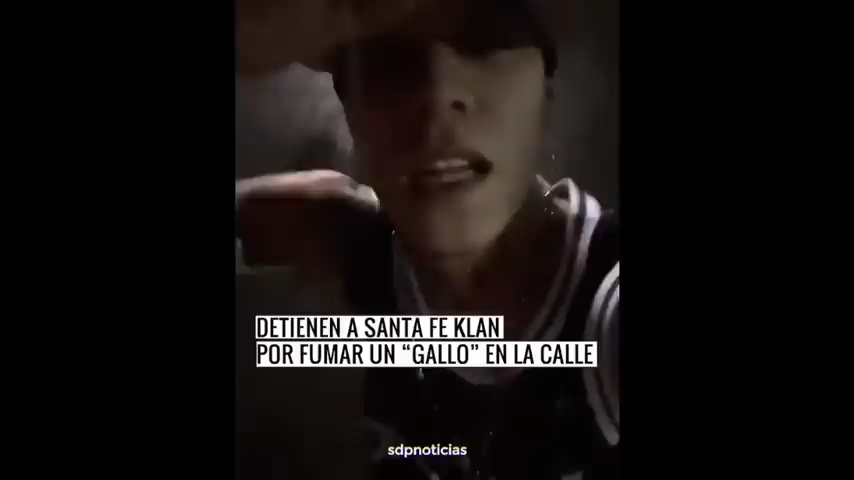 DETIENEN A SANTA FE KLAN
POR FUMAR UN “GALLO” EN LA CALLE
sdpnoticias